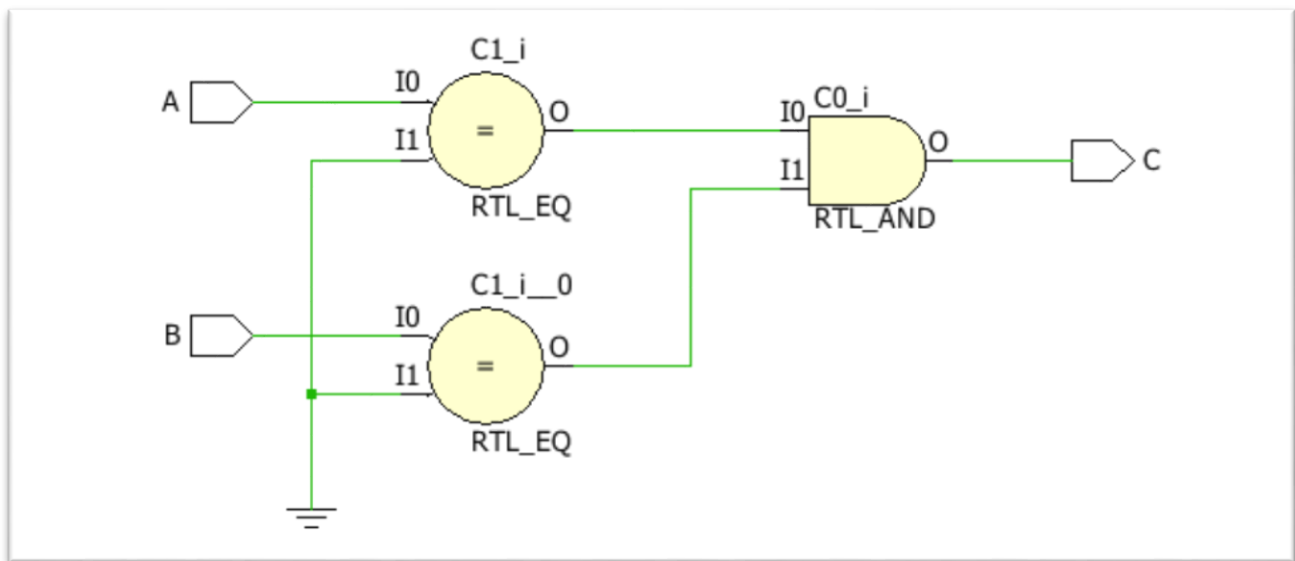 C1_i
A
I0
I1
=
O
RTL_EQ
C0_i
I0
I1
O
RTL_AND
C
C1_i__0
B
I0
I1
=
O
RTL_EQ